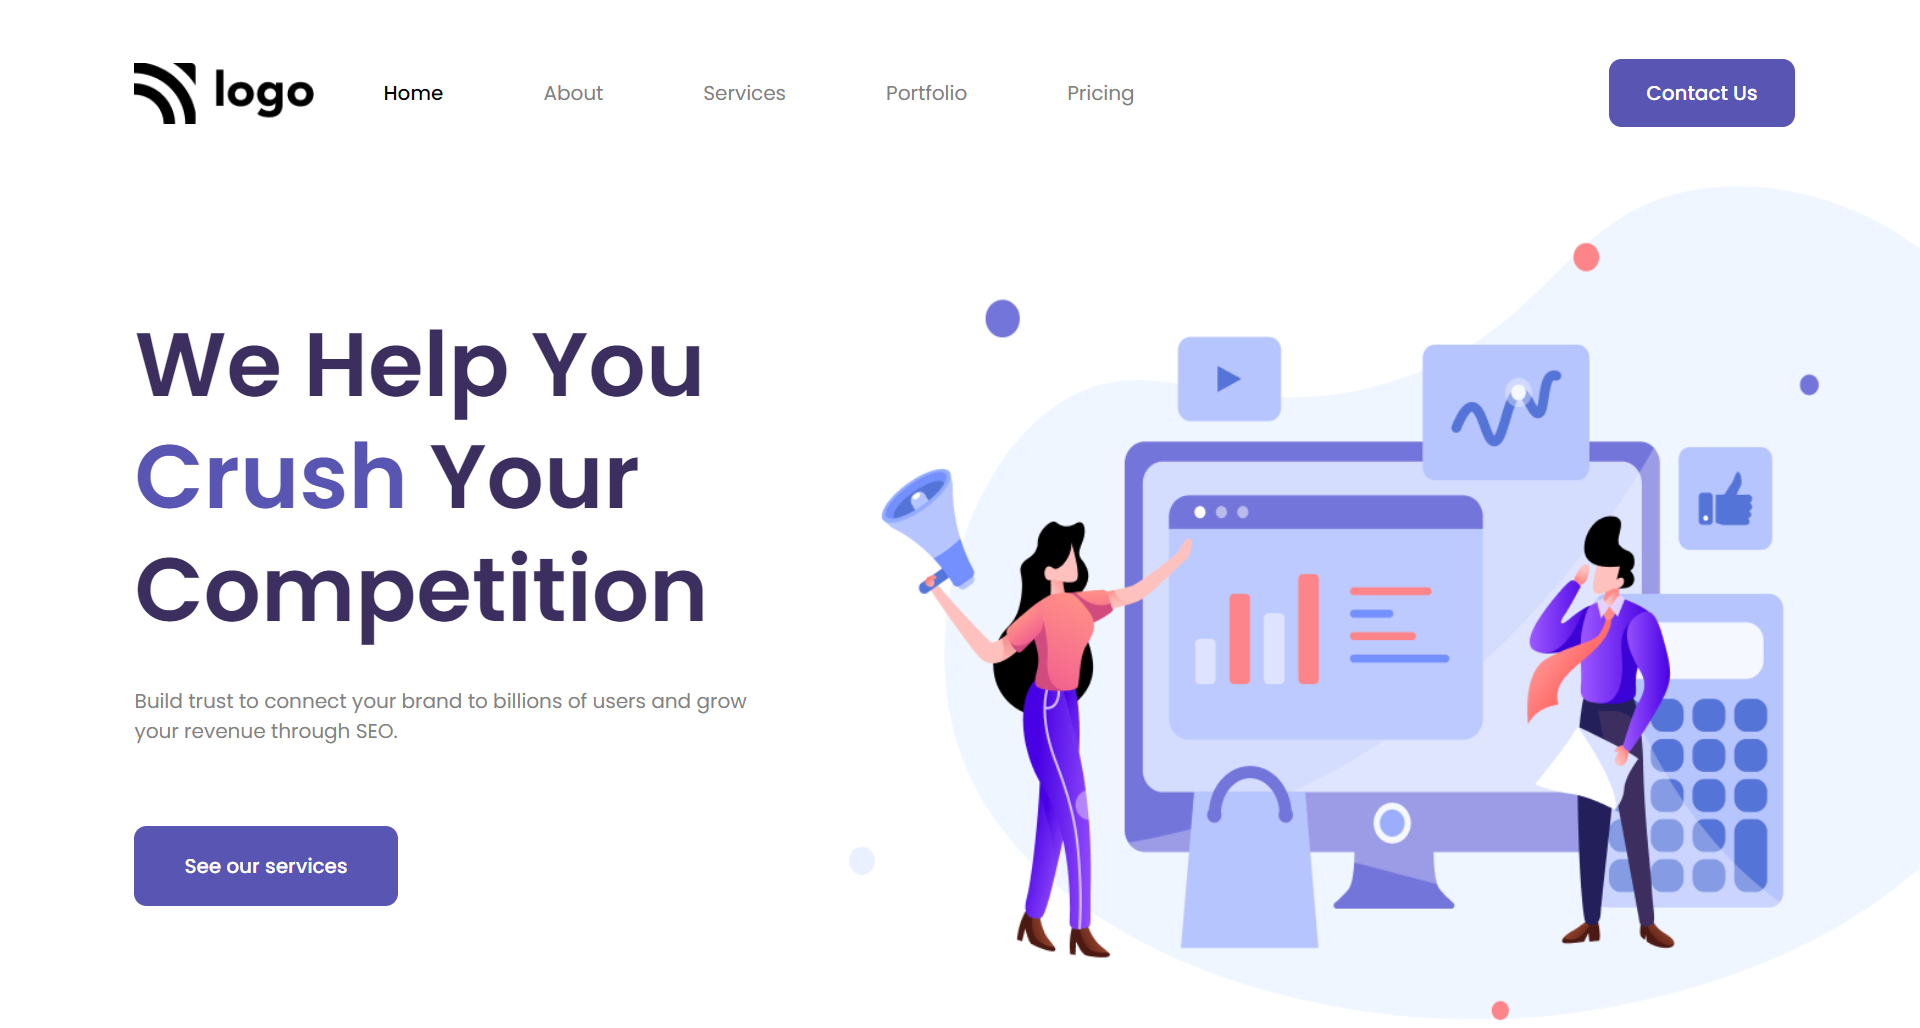 logo
Home
About
Services
Portfolio
Pricing
Contact Us
We Help You
Crush Your
Competition
Build trust to connect your brand to billions of users and grow
your revenue through SEO.
See our services